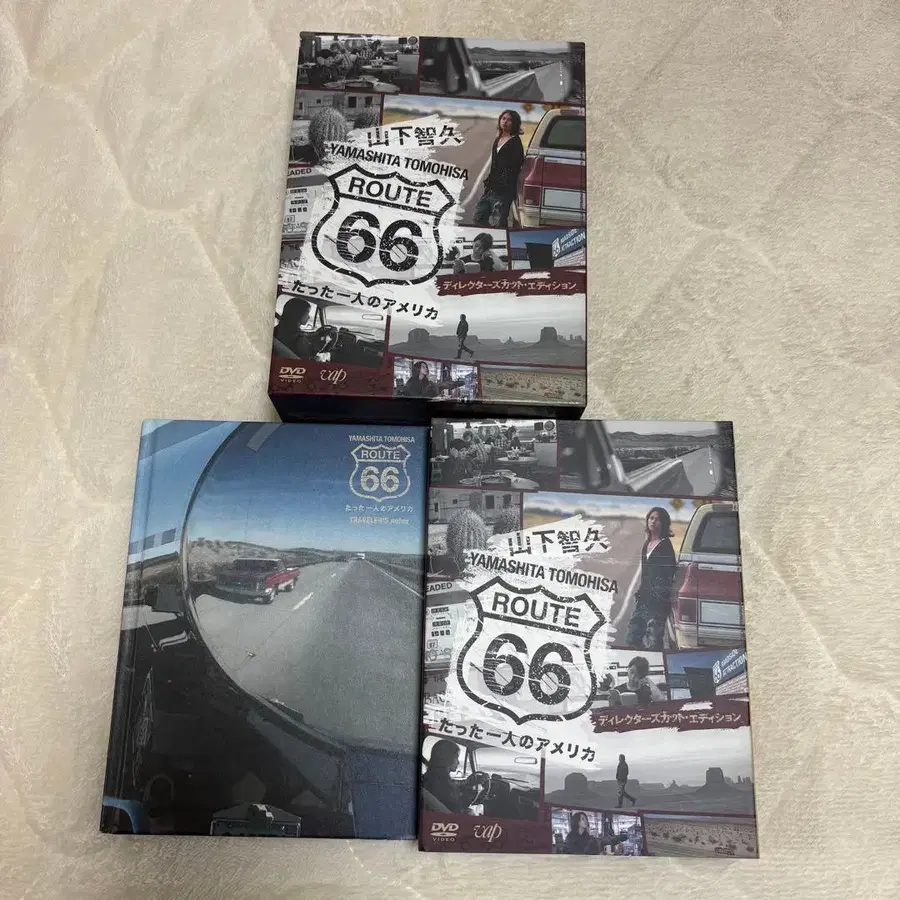 山下智久
YAMASHITA TOMOHISA
ROUTE
66
たった一人のアメリカ
ディレクターズカット・エディション
DVD
VIDEO
vap
YAMASHITA TOMOHISA
ROUTE
66
たった一人のアメリカ
TRAVELER'S notes
EADED
山下智久
YAMASHITA TOMOHISA
ROUTE
66
たった一人のアメリカ
ディレクターズカット・エディション
DVD
VIDEO
vap